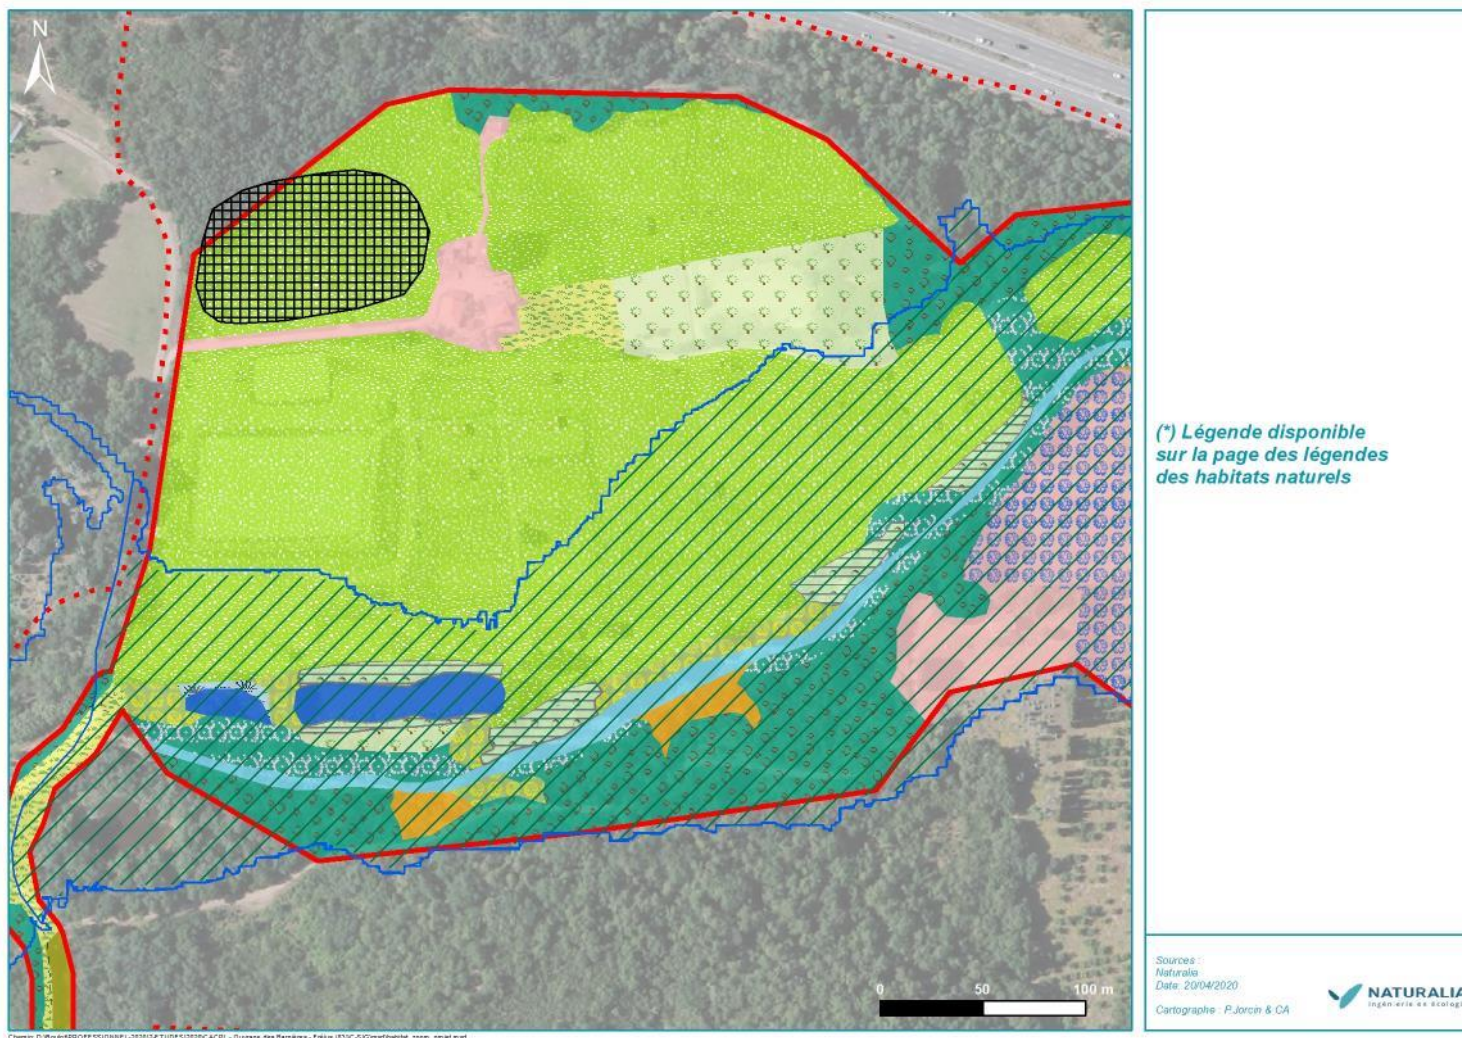 N
(*) Légende disponible
sur la page des légendes
des habitats naturels
0 50 100 m
Sources :
Naturalia
Date: 20/04/2020
Cartographe : P.Jorcin & CA
NATURALIA